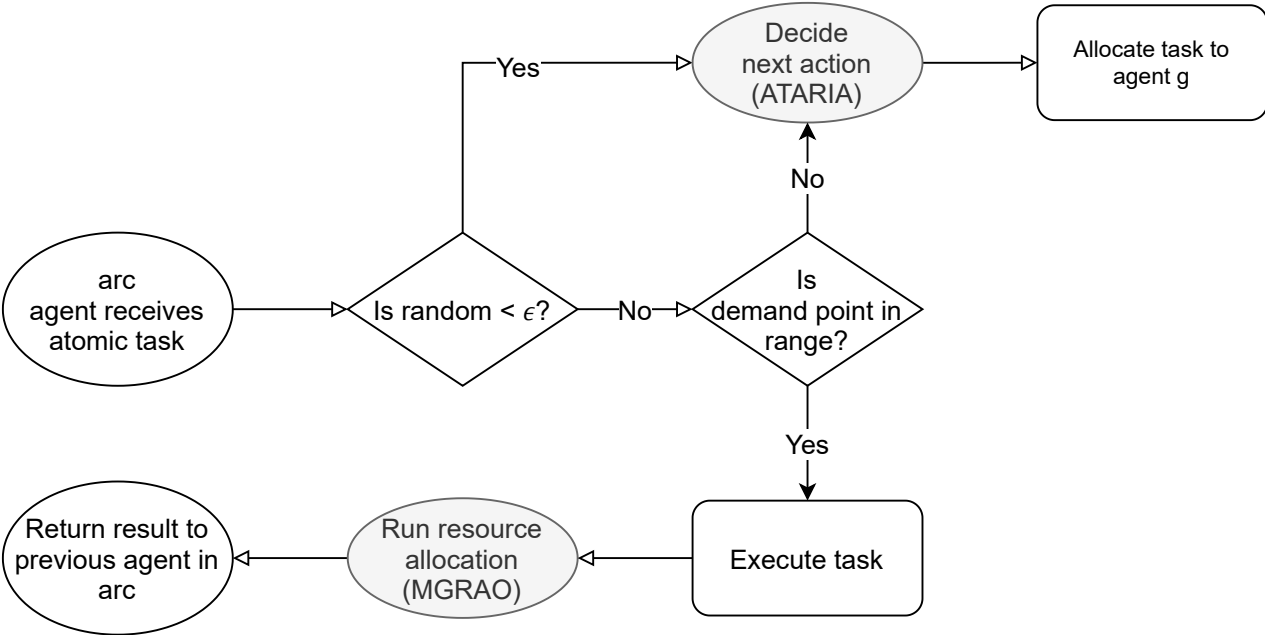 Decide
next action
(ATARIA)
Allocate task to
agent g
Yes
No
arc
agent receives
atomic task
Is random < ϵ?
No
Is
demand point in
range?
Yes
Return result to
previous agent in
arc
Run resource
allocation
(MGRAO)
Execute task